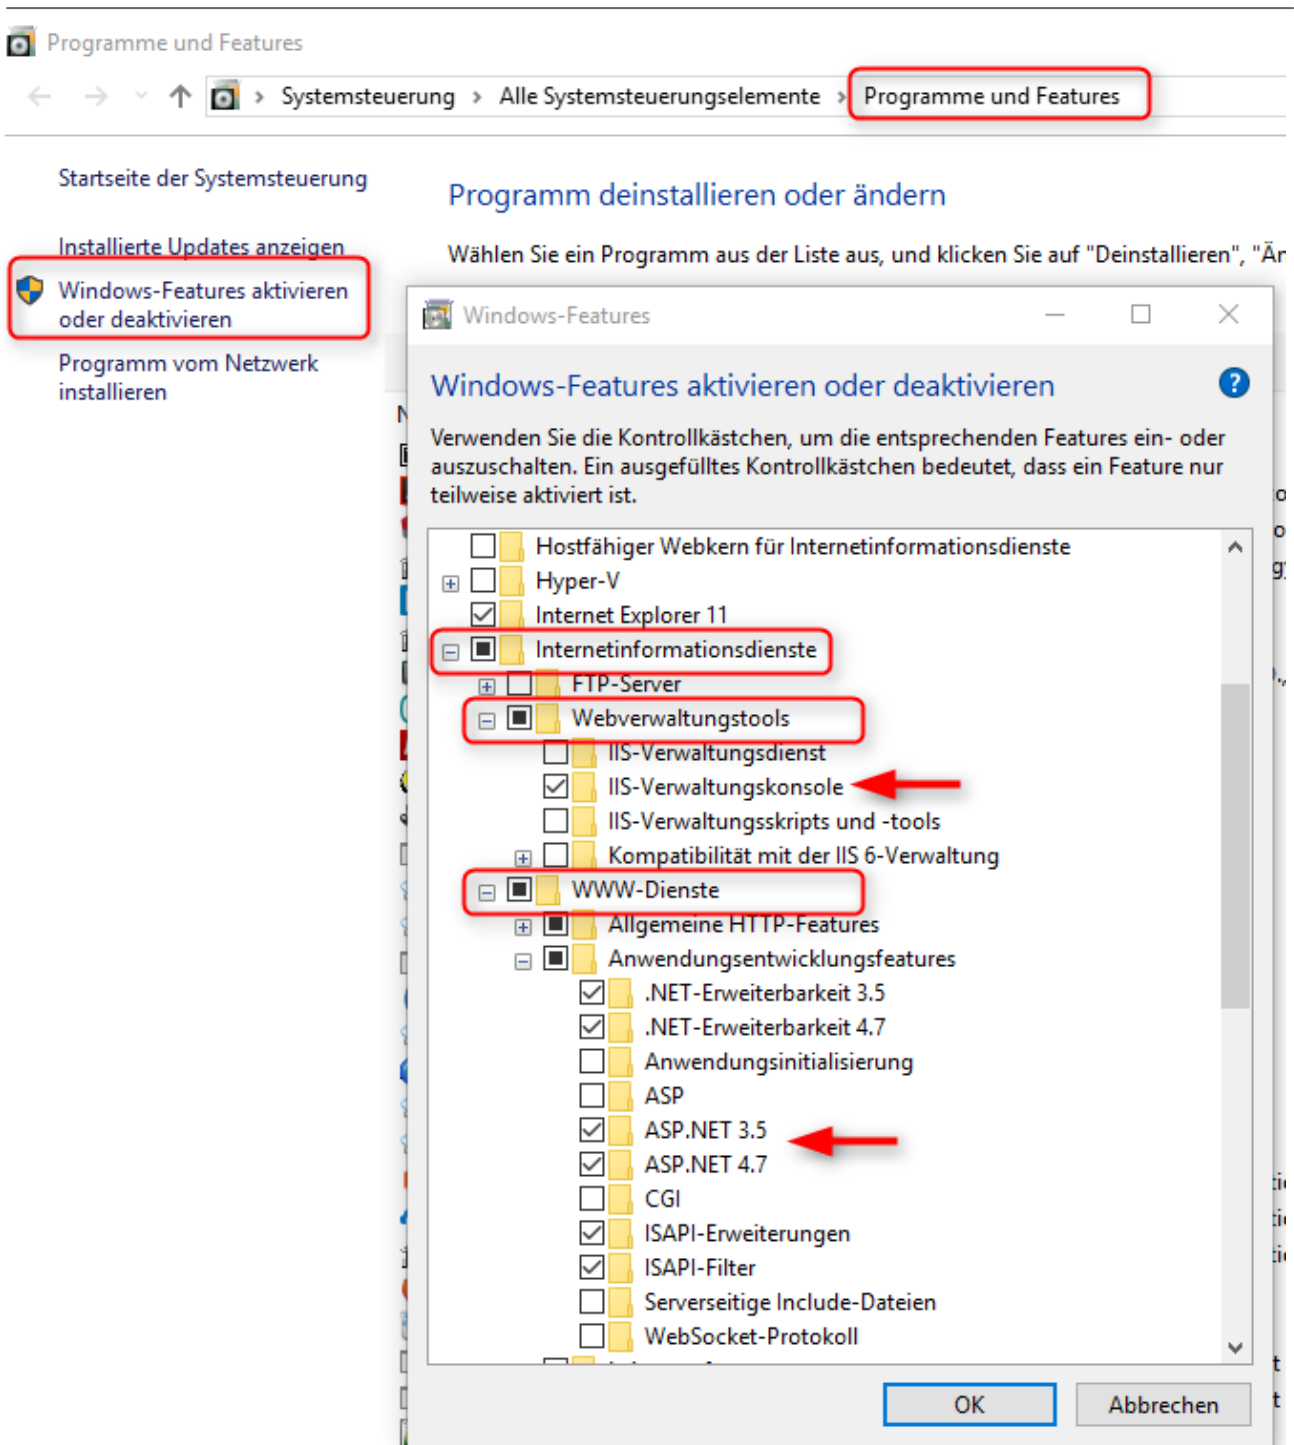 Programme und Features
Systemsteuerung > Alle Systemsteuerungselemente > Programme und Features
Startseite der Systemsteuerung
Installierte Updates anzeigen
Windows-Features aktivieren
oder deaktivieren
Programm vom Netzwerk
installieren
Programm deinstallieren oder ändern
Wählen Sie ein Programm aus der Liste aus, und klicken Sie auf "Deinstallieren", "Än
Windows-Features
Windows-Features aktivieren oder deaktivieren
Verwenden Sie die Kontrollkästchen, um die entsprechenden Features ein- oder
auszuschalten. Ein ausgefülltes Kontrollkästchen bedeutet, dass ein Feature nur
teilweise aktiviert ist.
Hostfähiger Webkern für Internetinformationsdienste
Hyper-V
Internet Explorer 11
Internetinformationsdienste
FTP-Server
Webverwaltungstools
IIS-Verwaltungsdienst
IIS-Verwaltungskonsole
IIS-Verwaltungsskripts und -tools
Kompatibilität mit der IIS 6-Verwaltung
WWW-Dienste
Allgemeine HTTP-Features
Anwendungsentwicklungsfeatures
.NET-Erweiterbarkeit 3.5
.NET-Erweiterbarkeit 4.7
Anwendungsinitialisierung
ASP
ASP.NET 3.5
ASP.NET 4.7
CGI
ISAPI-Erweiterungen
ISAPI-Filter
Serverseitige Include-Dateien
WebSocket-Protokoll
OK
Abbrechen